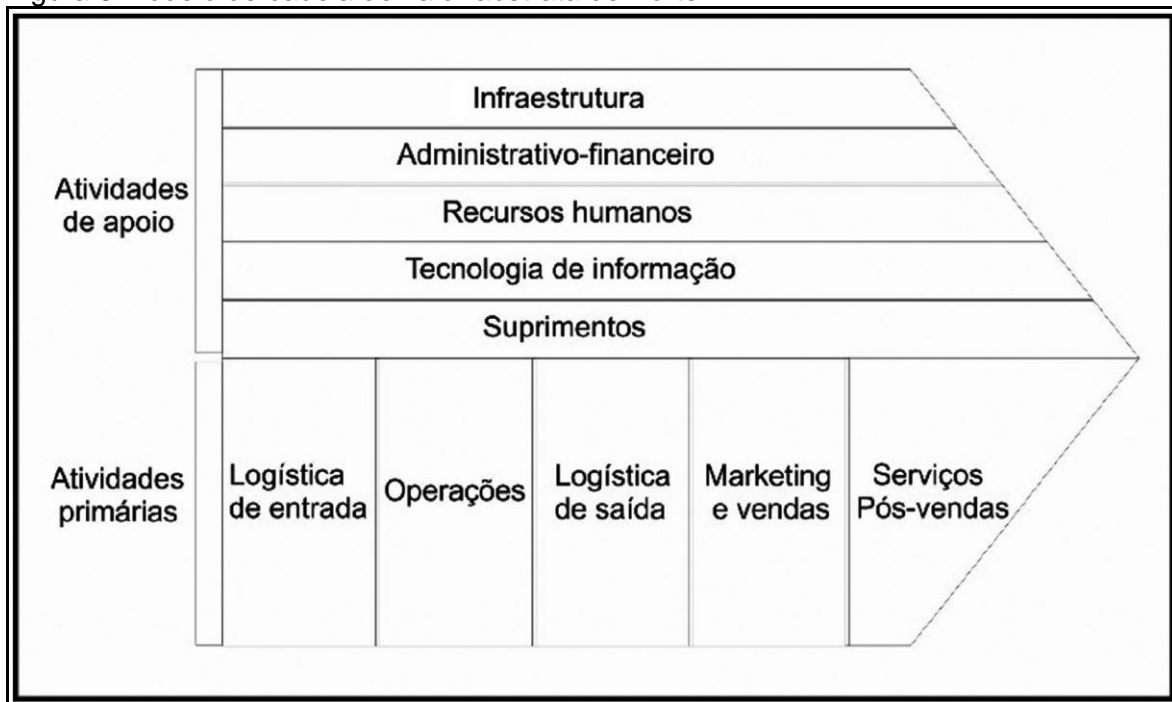 Infraestrutura
Administrativo-financeiro
Recursos humanos
Tecnologia de informação
Suprimentos
Atividades
de apoio
Atividades
primárias
Logística
de entrada
Operações
Logística
de saída
Marketing
e vendas
Serviços
Pós-vendas